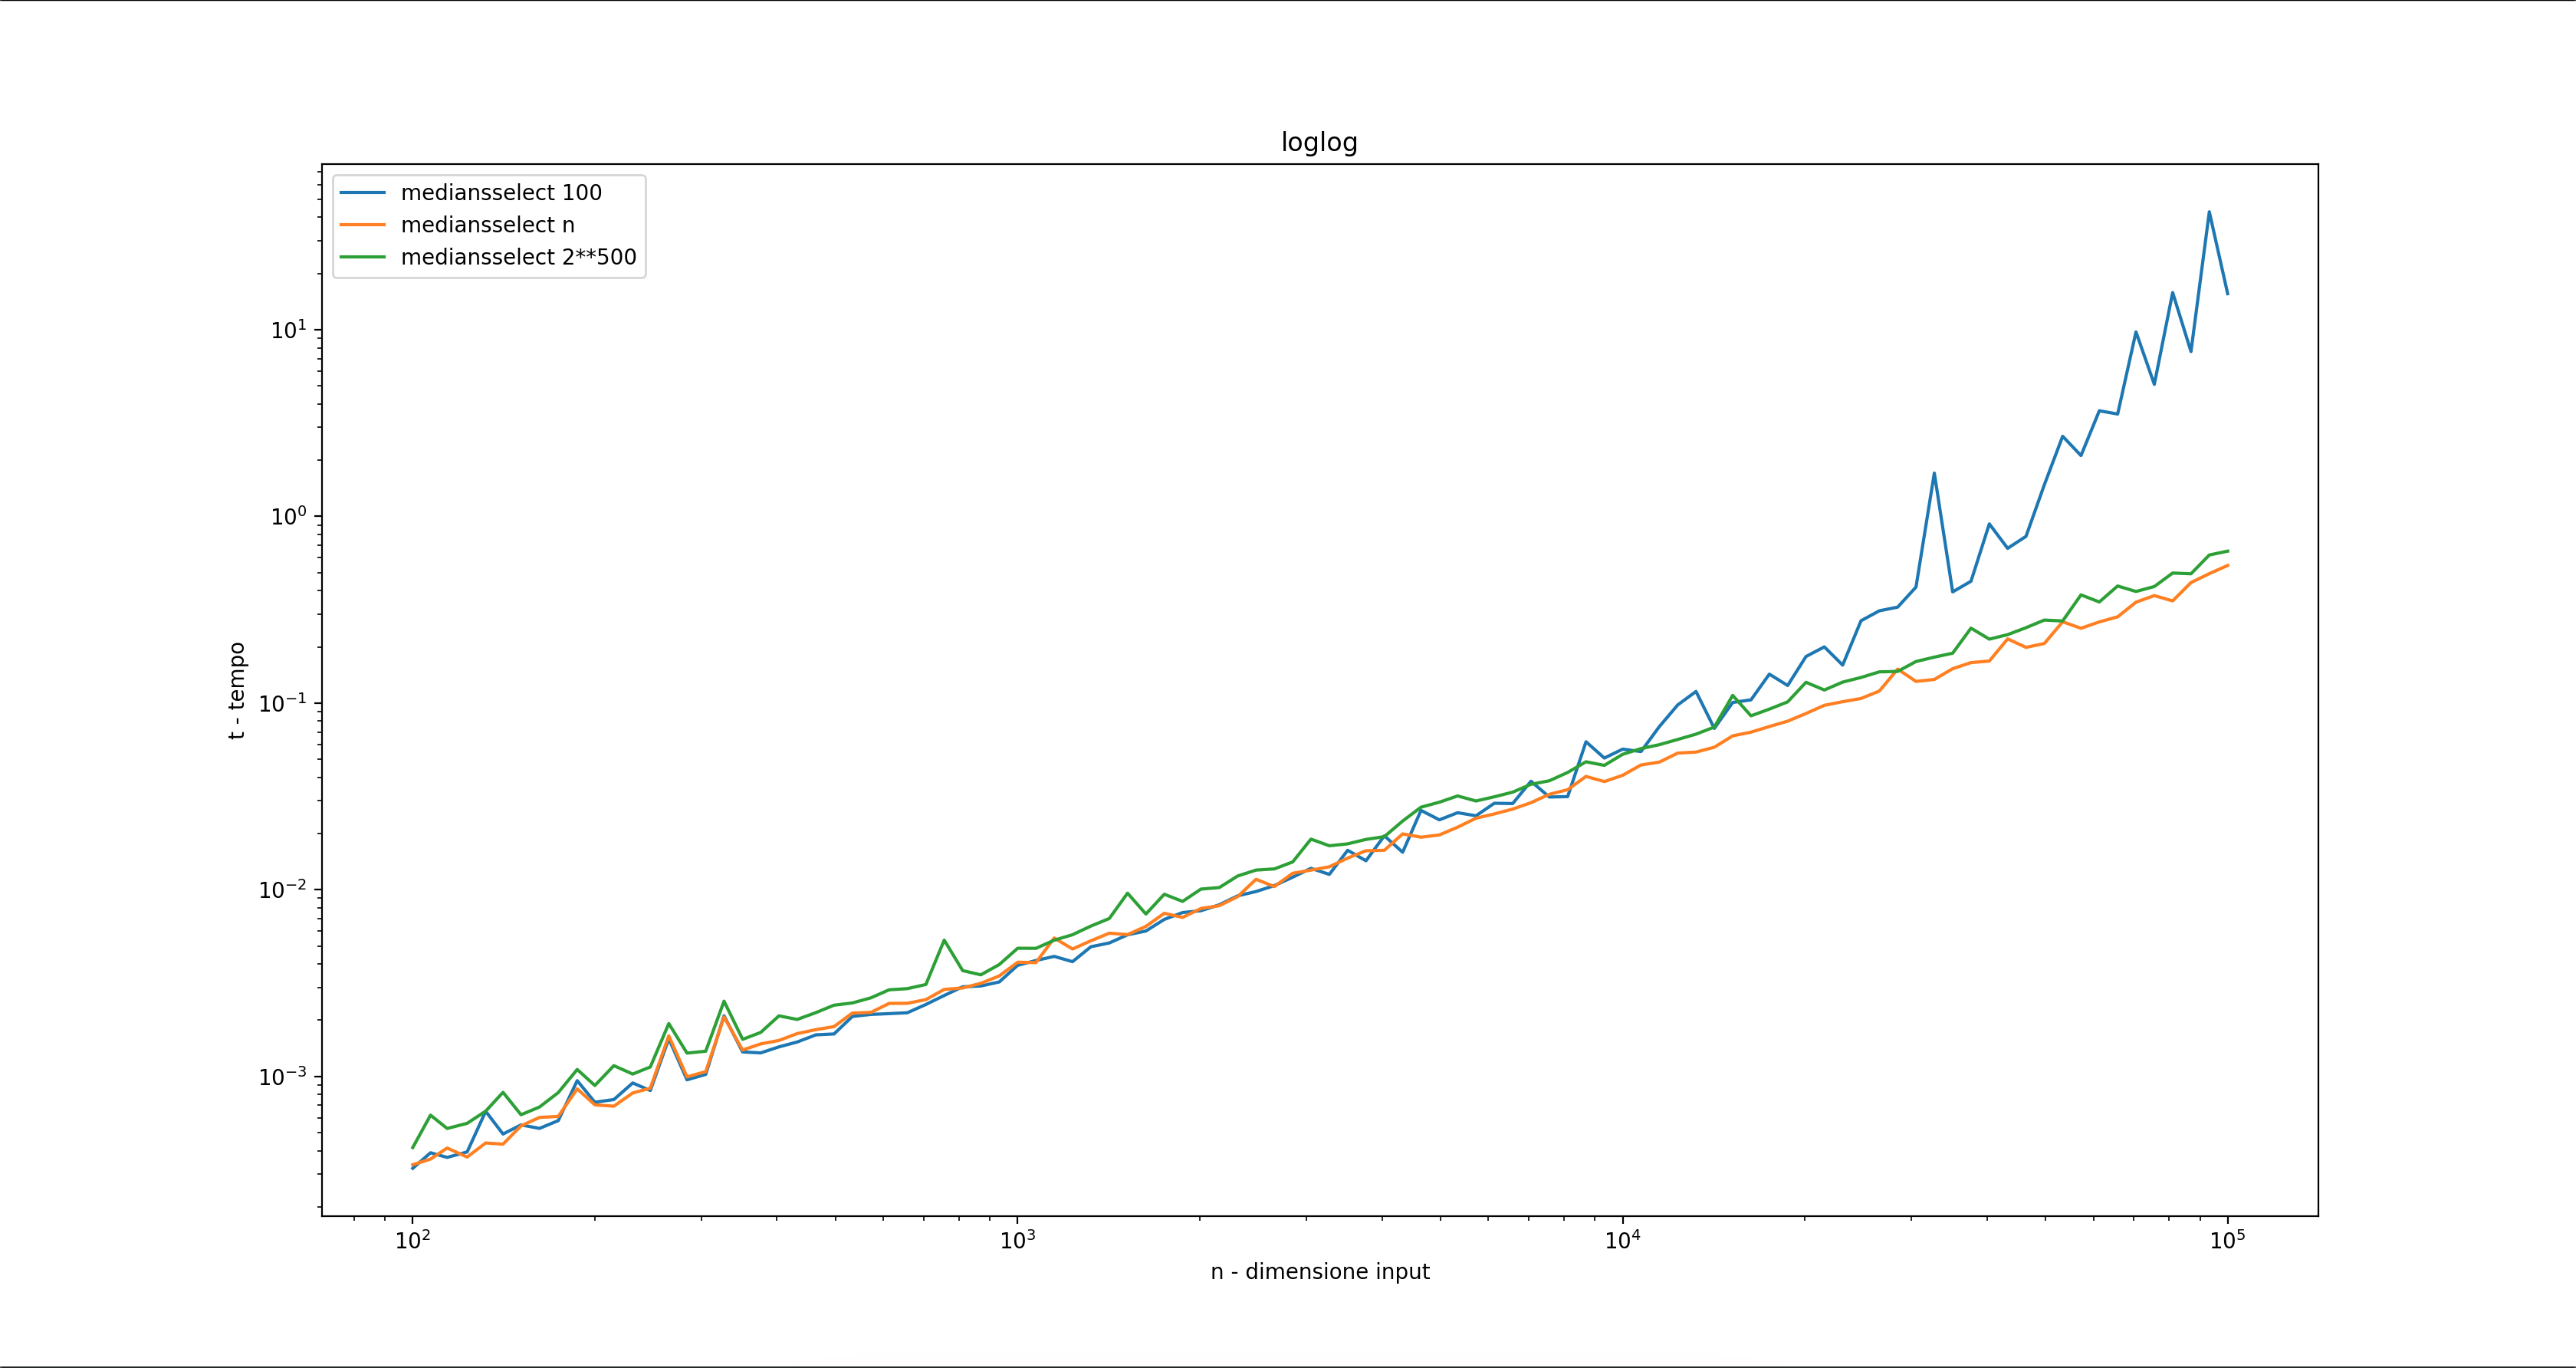 loglog
mediansselect 100
mediansselect n
mediansselect 2**500
10¹
10⁰
10⁻¹
10⁻²
10⁻³
t - tempo
10² 10³ 10⁴ 10⁵
n - dimensione input